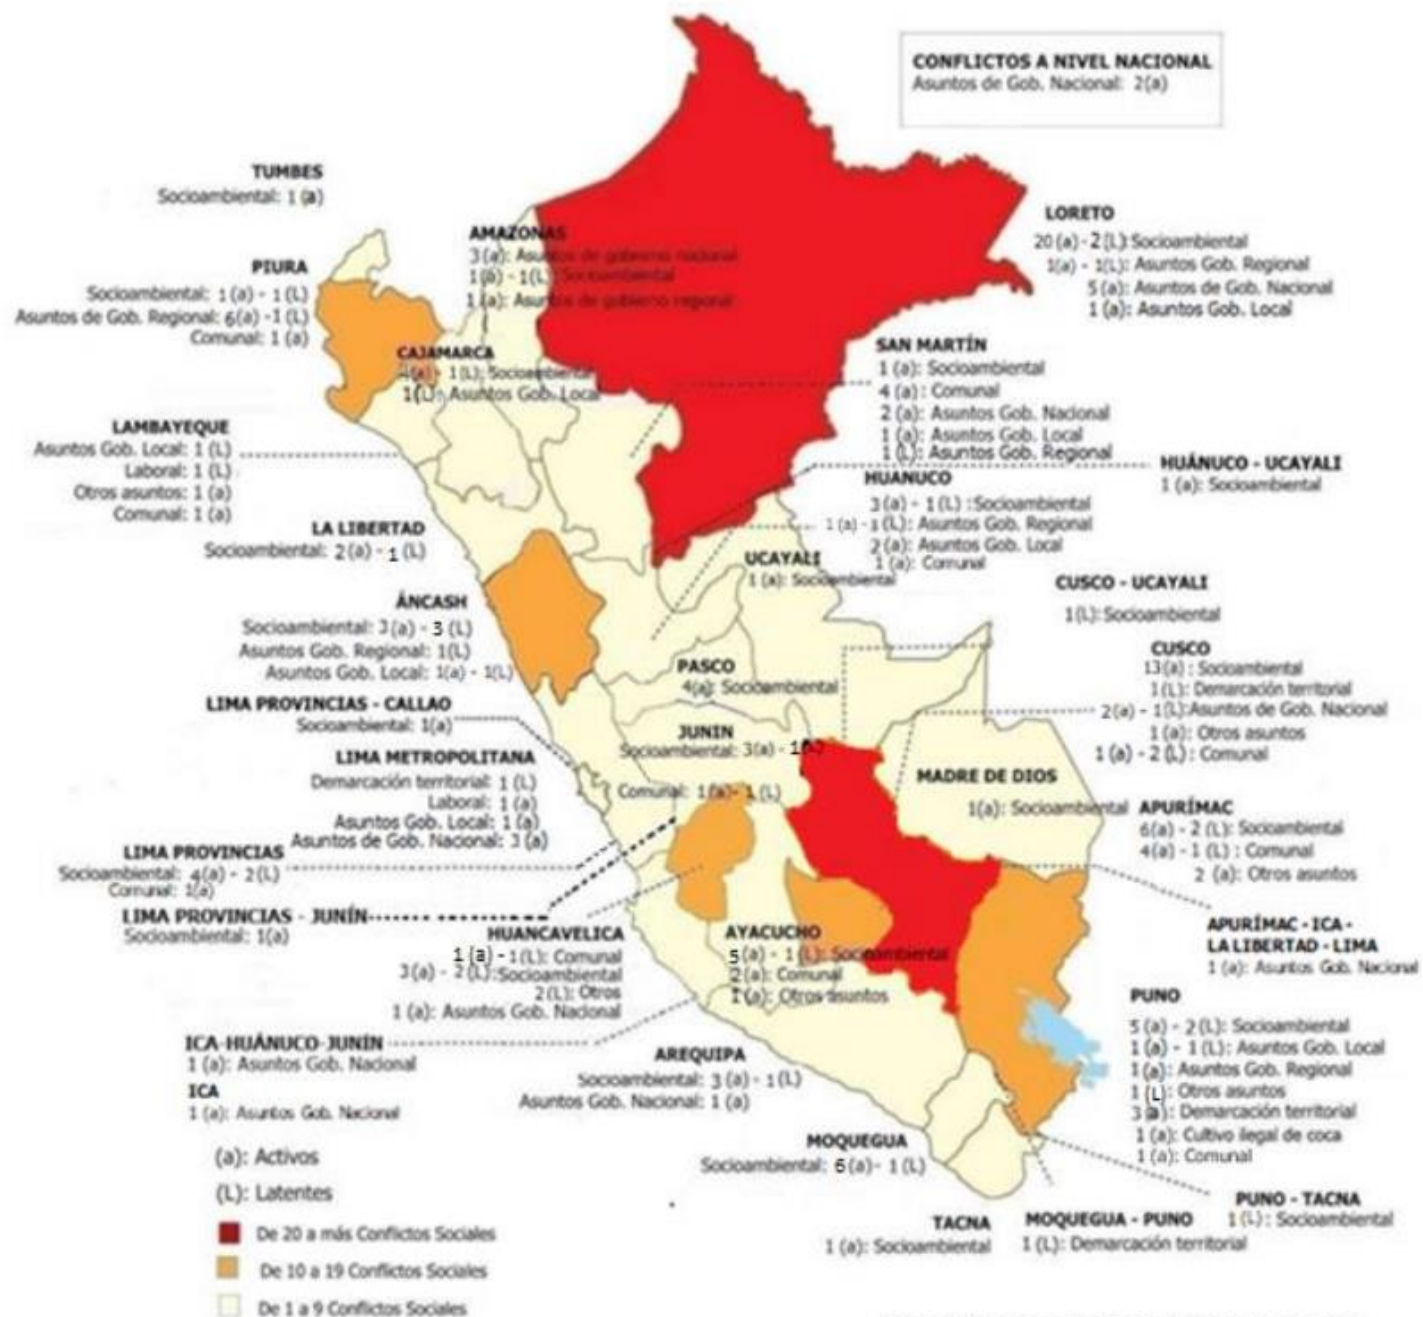 CONFLICTOS A NIVEL NACIONAL
Asuntos de Gob. Nacional: 2(a)
TUMBES
Socioambiental: 1 (a)
PIURA
Socioambiental: 1 (a) - 1 (L)
Asuntos de Gob. Regional: 6(a) -1 (L)
Comunal: 1 (a)
AMAZONAS
3 (a): Asuntos de gobierno nacional
1(a) - 1(L): Socioambiental
1 (a): Asuntos de gobierno regional
LORETO
20 (a) - 2 (L): Socioambiental
1(a) - 1(L): Asuntos Gob. Regional
5 (a): Asuntos de Gob. Nacional
1 (a): Asuntos Gob. Local
CAJAMARCA
4(a) - 1(L): Socioambiental
1(L): Asuntos Gob. Local
SAN MARTÍN
1 (a): Socioambiental
4 (a): Comunal
2 (a): Asuntos Gob. Nacional
1 (a): Asuntos Gob. Local
1 (L): Asuntos Gob. Regional
LAMBAYEQUE
Asuntos Gob. Local: 1 (L)
Laboral: 1 (L)
Otros asuntos: 1 (a)
Comunal: 1 (a)
HUÁNUCO - UCAYALI
1 (a): Socioambiental
HUANUCO
3 (a) - 1 (L) :Socioambiental
1 (a) - 1 (L): Asuntos Gob. Regional
2 (a): Asuntos Gob. Local
1 (a): Comunal
LA LIBERTAD
Socioambiental: 2 (a) - 1 (L)
UCAYALI
1 (a): Socioambiental
CUSCO - UCAYALI
1(L): Socioambiental
ÁNCASH
Socioambiental: 3 (a) - 3 (L)
Asuntos Gob. Regional: 1(L)
Asuntos Gob. Local: 1(a) - 1(L)
CUSCO
13(a) : Socioambiental
1(L): Demarcación territorial
2(a) - 1(L):Asuntos de Gob. Nacional
1 (a): Otros asuntos
1 (a) - 2 (L) : Comunal
PASCO
4(a): Socioambiental
LIMA PROVINCIAS - CALLAO
Socioambiental: 1(a)
JUNIN
Socioambiental: 3(a) - 1(L)
Comunal: 1(a)- 1 (L)
LIMA METROPOLITANA
Demarcación territorial: 1 (L)
Laboral: 1 (a)
Asuntos Gob. Local: 1 (a)
Asuntos de Gob. Nacional: 3 (a)
MADRE DE DIOS
1(a): Socioambiental
APURÍMAC
6(a) - 2 (L): Socioambiental
4(a) - 1 (L) : Comunal
2 (a): Otros asuntos
LIMA PROVINCIAS
Socioambiental: 4(a) - 2(L)
Comunal: 1(a)
LIMA PROVINCIAS - JUNÍN
Socioambiental: 1(a)
APURÍMAC - ICA -
LA LIBERTAD - LIMA
1 (a): Asuntos Gob. Nacional
HUANCAVELICA
1 (a) - 1(L): Comunal
3 (a) - 2 (L):Socioambiental
2 (L): Otros
1 (a): Asuntos Gob. Nacional
AYACUCHO
5 (a) - 1 (L): Socioambiental
2(a): Comunal
1 (a): Otros asuntos
PUNO
5 (a) - 2 (L): Socioambiental
1 (a) - 1 (L): Asuntos Gob. Local
1 (a): Asuntos Gob. Regional
1 (L): Otros asuntos
3 (a): Demarcación territorial
1 (a): Cultivo ilegal de coca
1 (a): Comunal
ICA-HUÁNUCO-JUNÍN
1 (a): Asuntos Gob. Nacional
ICA
1 (a): Asuntos Gob. Nacional
AREQUIPA
Socioambiental: 3 (a) - 1(L)
Asuntos Gob. Nacional: 1 (a)
MOQUEGUA
Socioambiental: 6 (a)- 1 (L)
PUNO - TACNA
1 (L) : Socioambiental
TACNA
1 (a): Socioambiental
MOQUEGUA - PUNO
1 (L): Demarcación territorial
(a): Activos
(L): Latentes
De 20 a más Conflictos Sociales
De 10 a 19 Conflictos Sociales
De 1 a 9 Conflictos Sociales